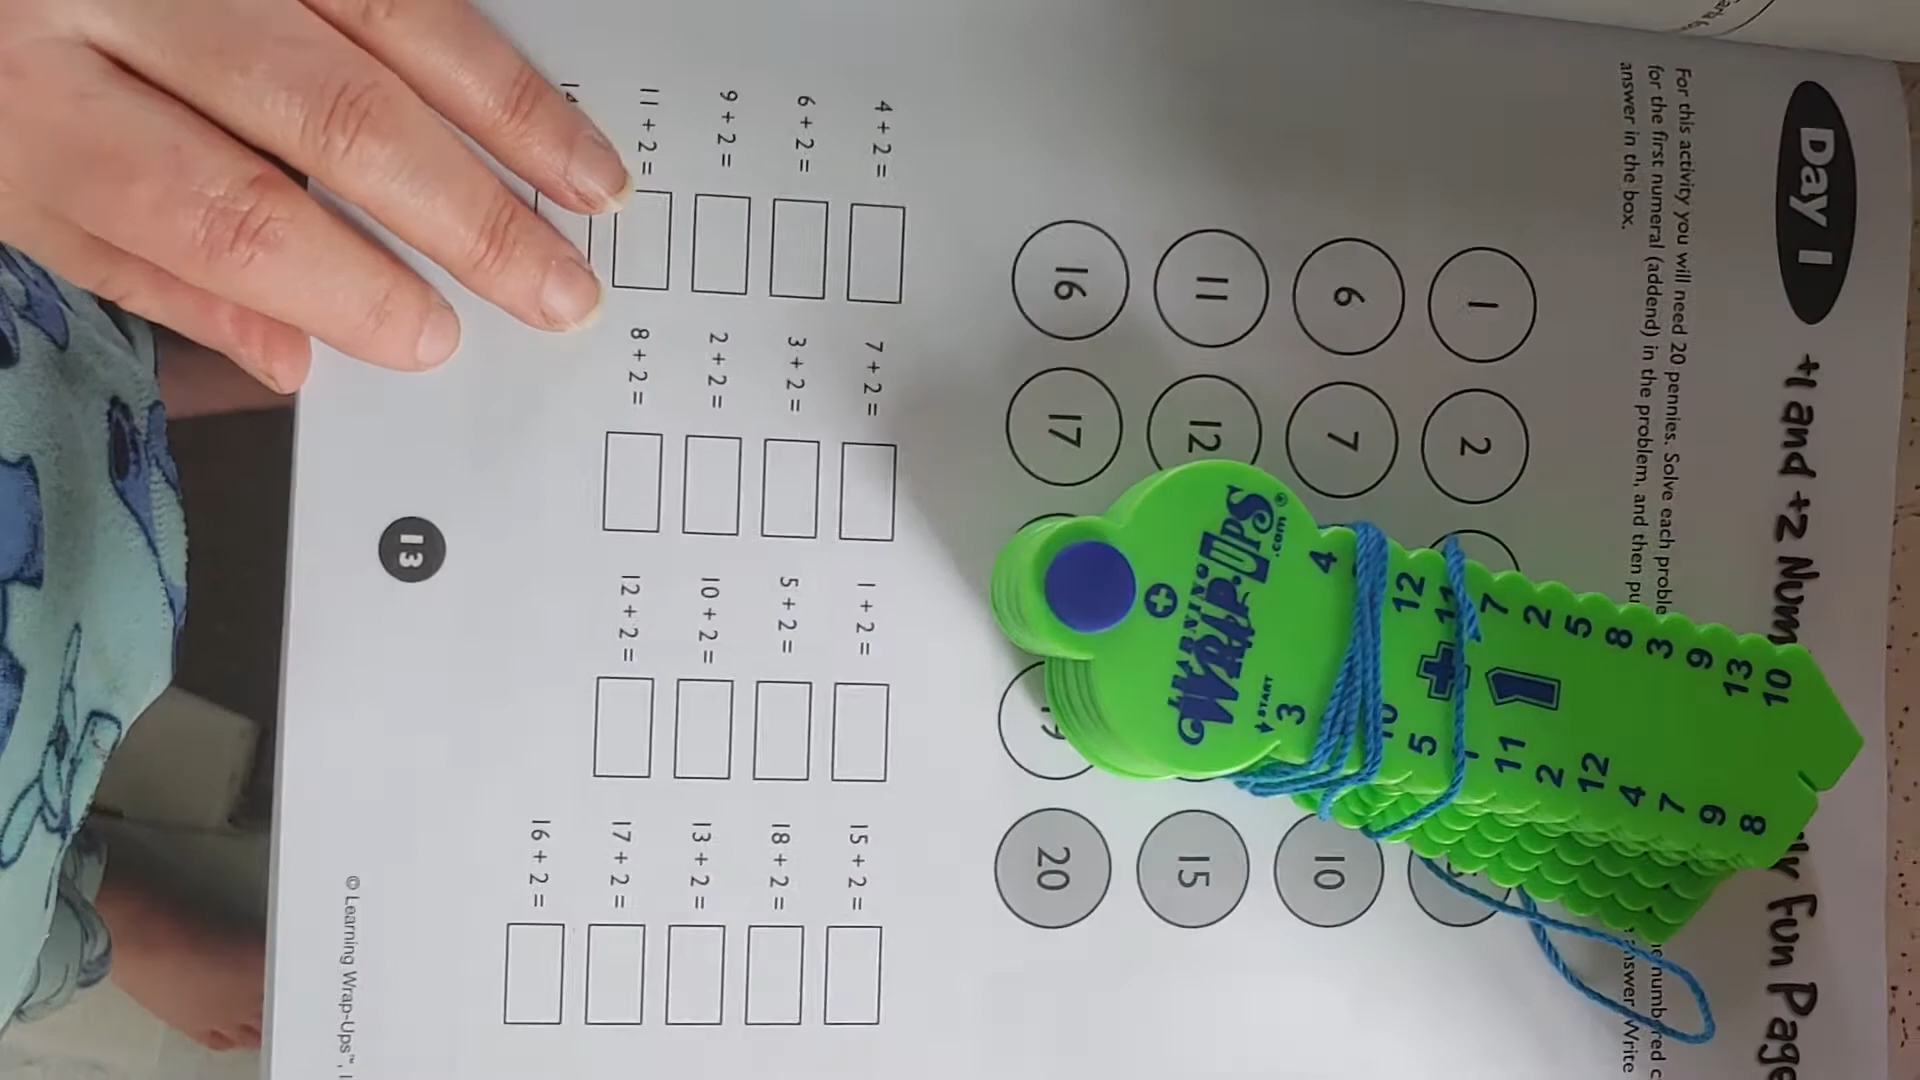 Day 1
+1 and +2 Num
Fun Page
For this activity you will need 20 pennies. Solve each
for the first numeral (addend) in the problem, and then
answer in the box.
Write
1 2
6 7 10
11 12 15
16 17 20
4 + 2 = 7 + 2 = 1 + 2 = 15 + 2 =
6 + 2 = 3 + 2 = 5 + 2 = 18 + 2 =
9 + 2 = 2 + 2 = 10 + 2 = 13 + 2 =
11 + 2 = 8 + 2 = 12 + 2 = 17 + 2 =
16 + 2 =
13
© Learning Wrap-Ups™,
+
LEARNING
WRAP-UPS
.com®
START
4 3
12 5
11
7 11
2 2
5 12
8 4
3 7
9 9
13 8
10
+ 1